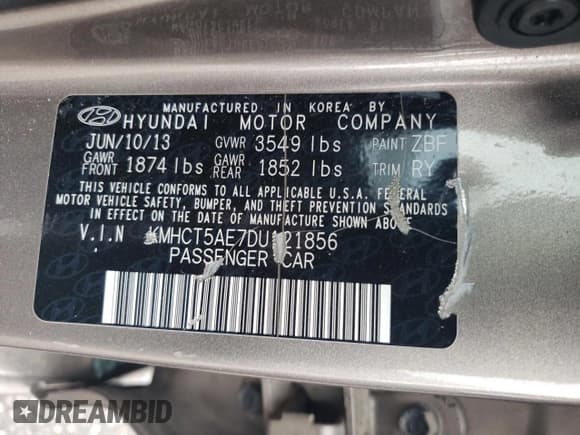 MANUFACTURED IN KOREA BY
HYUNDAI MOTOR COMPANY
JUN/10/13 GVWR 3549 lbs PAINT ZBF
GAWR FRONT 1874 lbs GAWR REAR 1852 lbs TRIM RY
THIS VEHICLE CONFORMS TO ALL APPLICABLE U.S.A. FEDERAL
MOTOR VEHICLE SAFETY, BUMPER, AND THEFT PREVENTION STANDARDS
IN EFFECT ON THE DATE OF MANUFACTURE SHOWN ABOVE.
V.I.N
PASSENGER CAR
DREAMBID